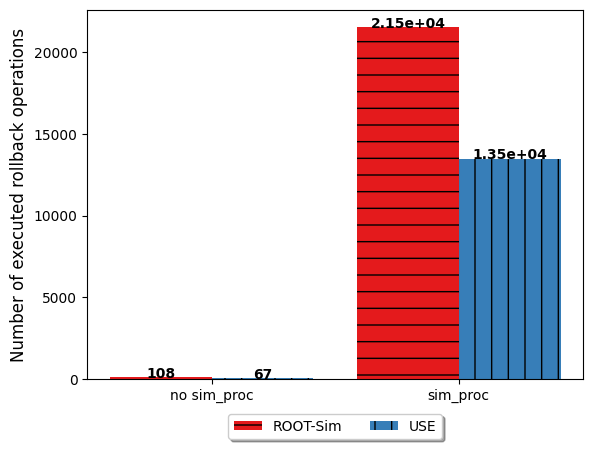 Number of executed rollback operations
20000
15000
10000
5000
0
2.15e+04
1.35e+04
108
67
no sim_proc
sim_proc
ROOT-Sim
USE